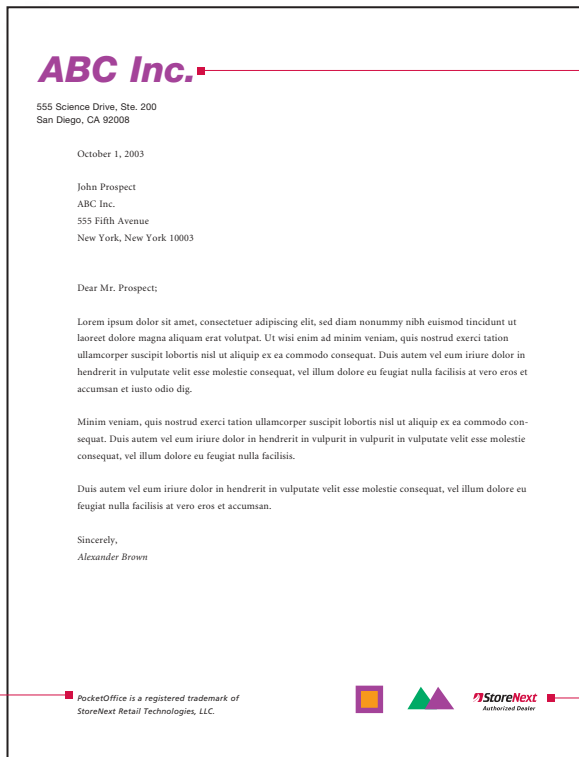 ABC Inc.
555 Science Drive, Ste. 200
San Diego, CA 92008
October 1, 2003
John Prospect
ABC Inc.
555 Fifth Avenue
New York, New York 10003
Dear Mr. Prospect;
Lorem ipsum dolor sit amet, consectetuer adipiscing elit, sed diam nonummy nibh euismod tincidunt ut
laoreet dolore magna aliquam erat volutpat. Ut wisi enim ad minim veniam, quis nostrud exerci tation
ullamcorper suscipit lobortis nisl ut aliquip ex ea commodo consequat. Duis autem vel eum iriure dolor in
hendrerit in vulputate velit esse molestie consequat, vel illum dolore eu feugiat nulla facilisis at vero eros et
accumsan et iusto odio dig.
Minim veniam, quis nostrud exerci tation ullamcorper suscipit lobortis nisl ut aliquip ex ea commodo con-
sequat. Duis autem vel eum iriure dolor in hendrerit in vulpurit in vulpurit in vulputate velit esse molestie
consequat, vel illum dolore eu feugiat nulla facilisis.
Duis autem vel eum iriure dolor in hendrerit in vulputate velit esse molestie consequat, vel illum dolore eu
feugiat nulla facilisis at vero eros et accumsan.
Sincerely,
Alexander Brown
PocketOffice is a registered trademark of
StoreNext Retail Technologies, LLC.
StoreNext
Authorized Dealer